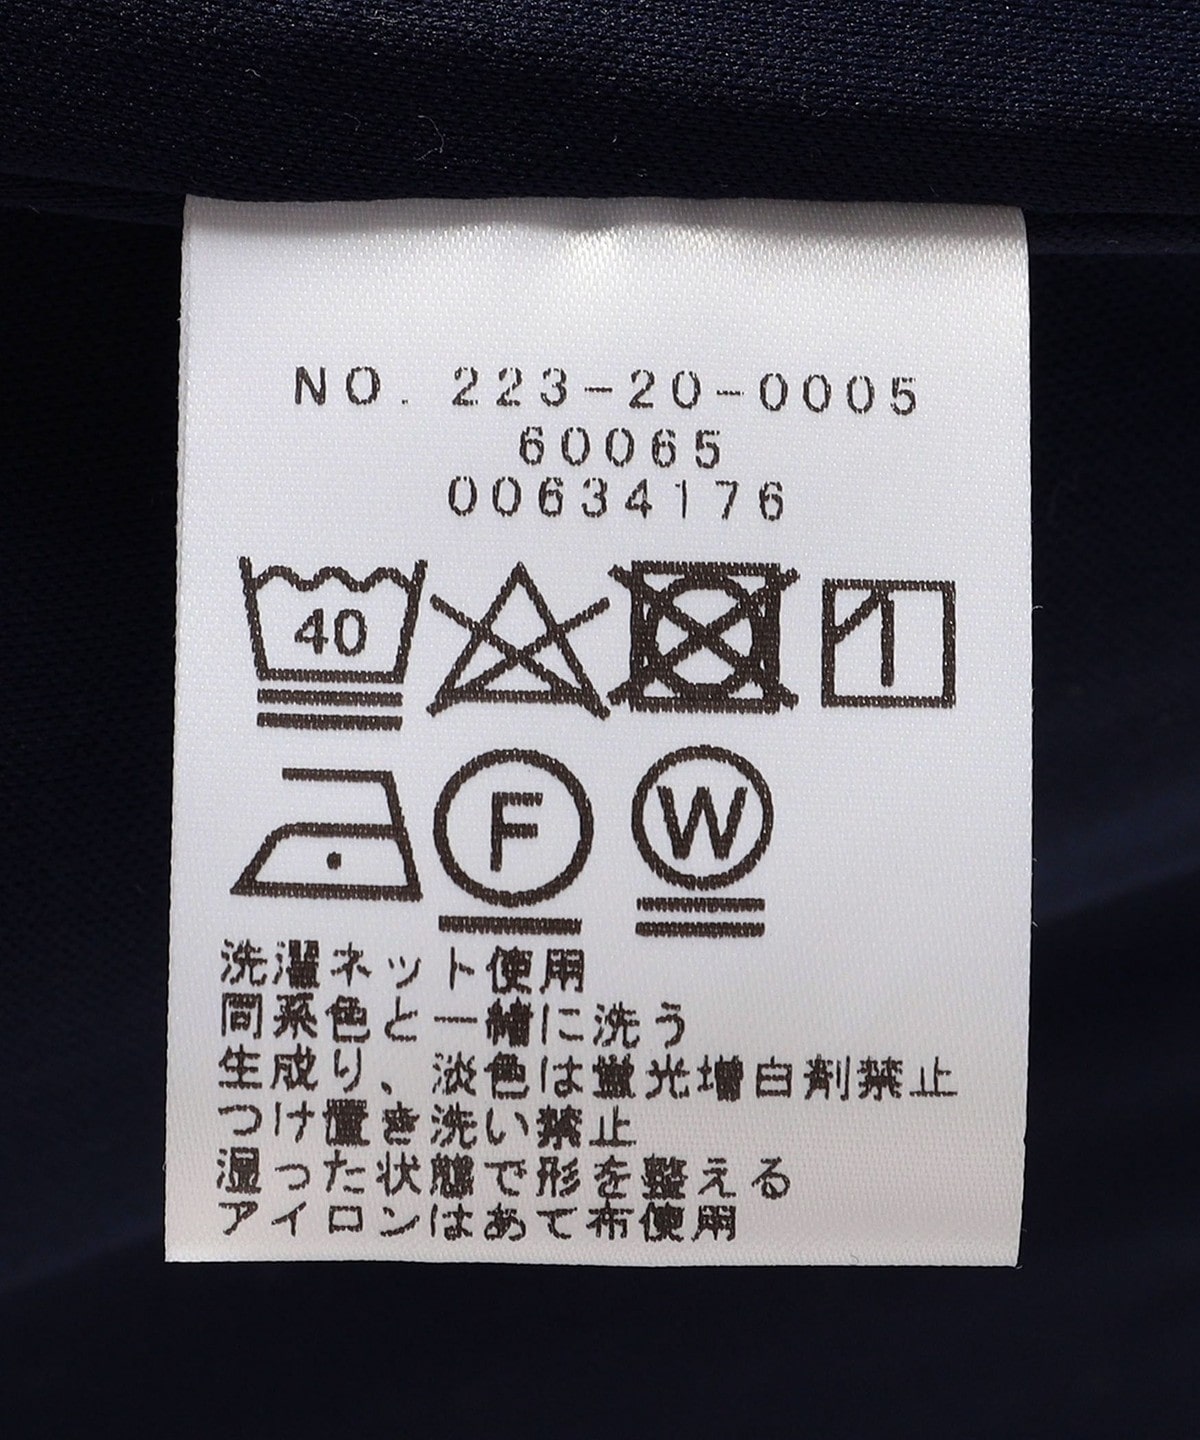 NO. 223-20-0005
60065
00634176
40
F W
洗濯ネット使用
同系色と一緒に洗う
生成り、淡色は蛍光増白剤禁止
つけ置き洗い禁止
湿った状態で形を整える
アイロンはあて布使用